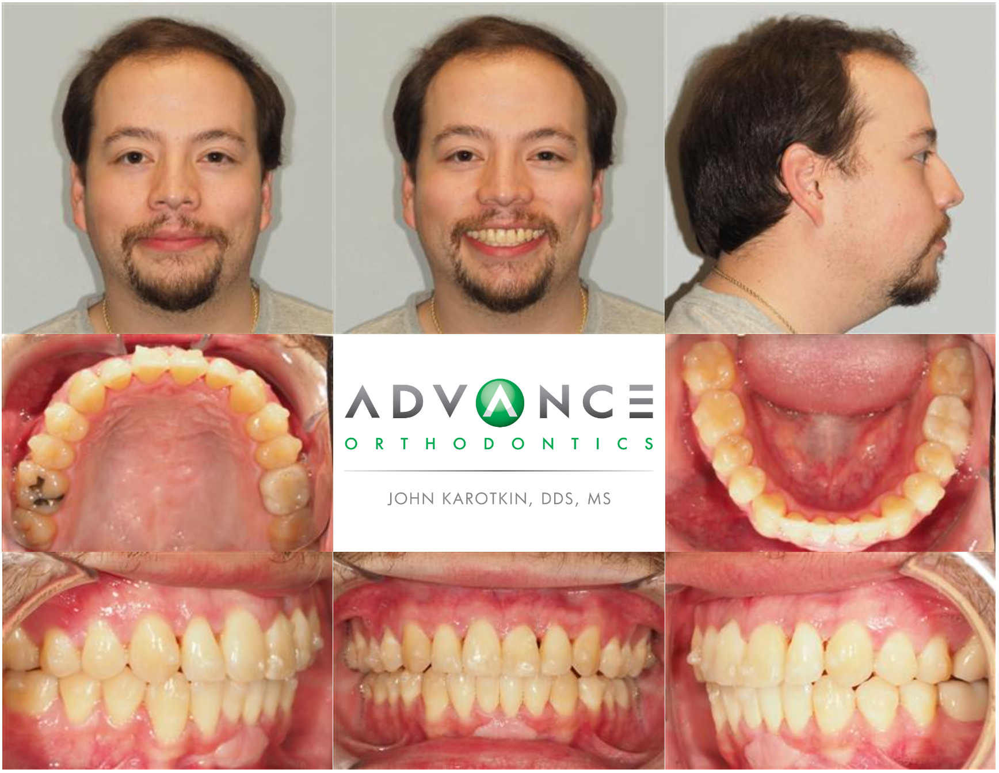 ADVANCE
ORTHODONTICS
JOHN KAROTKIN, DDS, MS